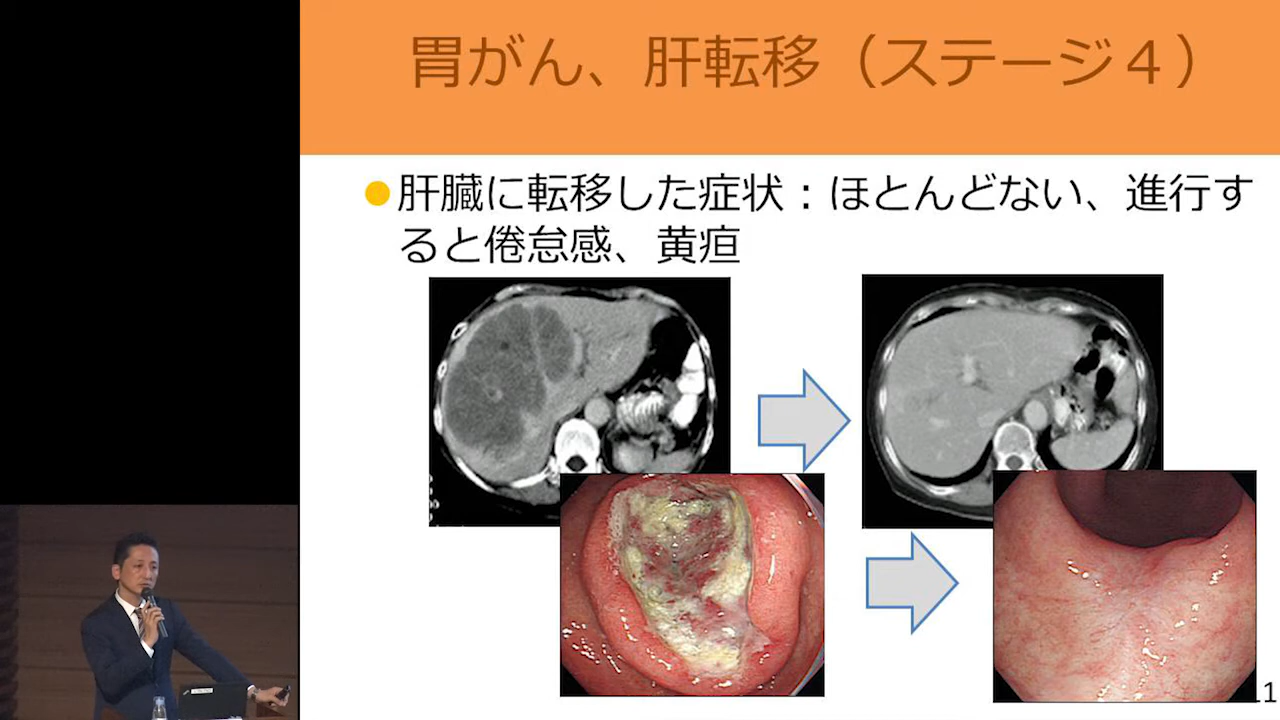 胃がん、肝転移（ステージ４）
●肝臓に転移した症状：ほとんどない、進行す
ると倦怠感、黄疸
11